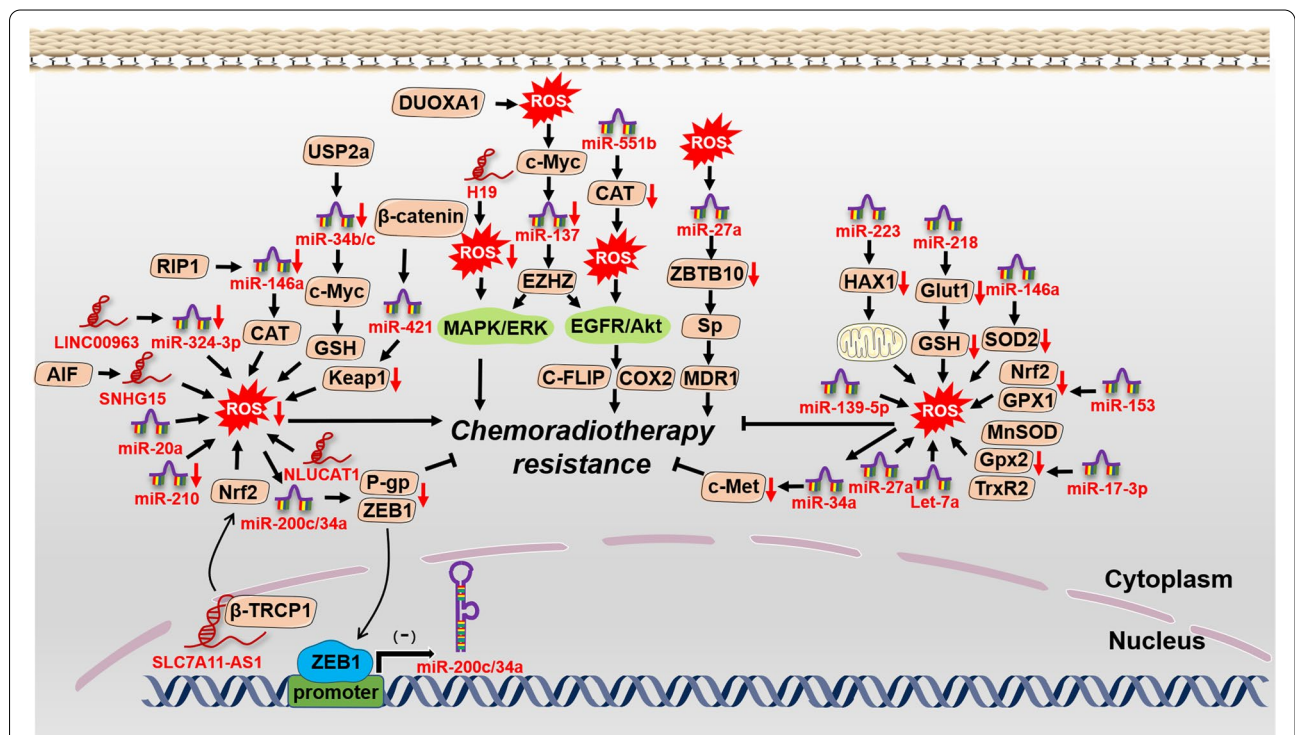 DUOXA1
ROS
miR-551b
ROS
USP2a
c-Myc
H19
CAT
miR-34b/c
β-catenin
ROS
miR-137
ROS
miR-27a
miR-223
miR-218
RIP1
miR-146a
c-Myc
EZHZ
ZBTB10
HAX1
Glut1
miR-146a
LINC00963
miR-324-3p
CAT
miR-421
MAPK/ERK
EGFR/Akt
Sp
GSH
GSH
SOD2
AIF
SNHG15
Keap1
C-FLIP
COX2
MDR1
miR-139-5p
Nrf2
GPX1
miR-153
ROS
ROS
miR-20a
Chemoradiotherapy
resistance
MnSOD
Gpx2
TrxR2
miR-17-3p
miR-210
Nrf2
NLUCAT1
miR-200c/34a
P-gp
ZEB1
c-Met
miR-34a
miR-27a
Let-7a
Cytoplasm
Nucleus
β-TRCP1
SLC7A11-AS1
ZEB1
promoter
(-)
miR-200c/34a